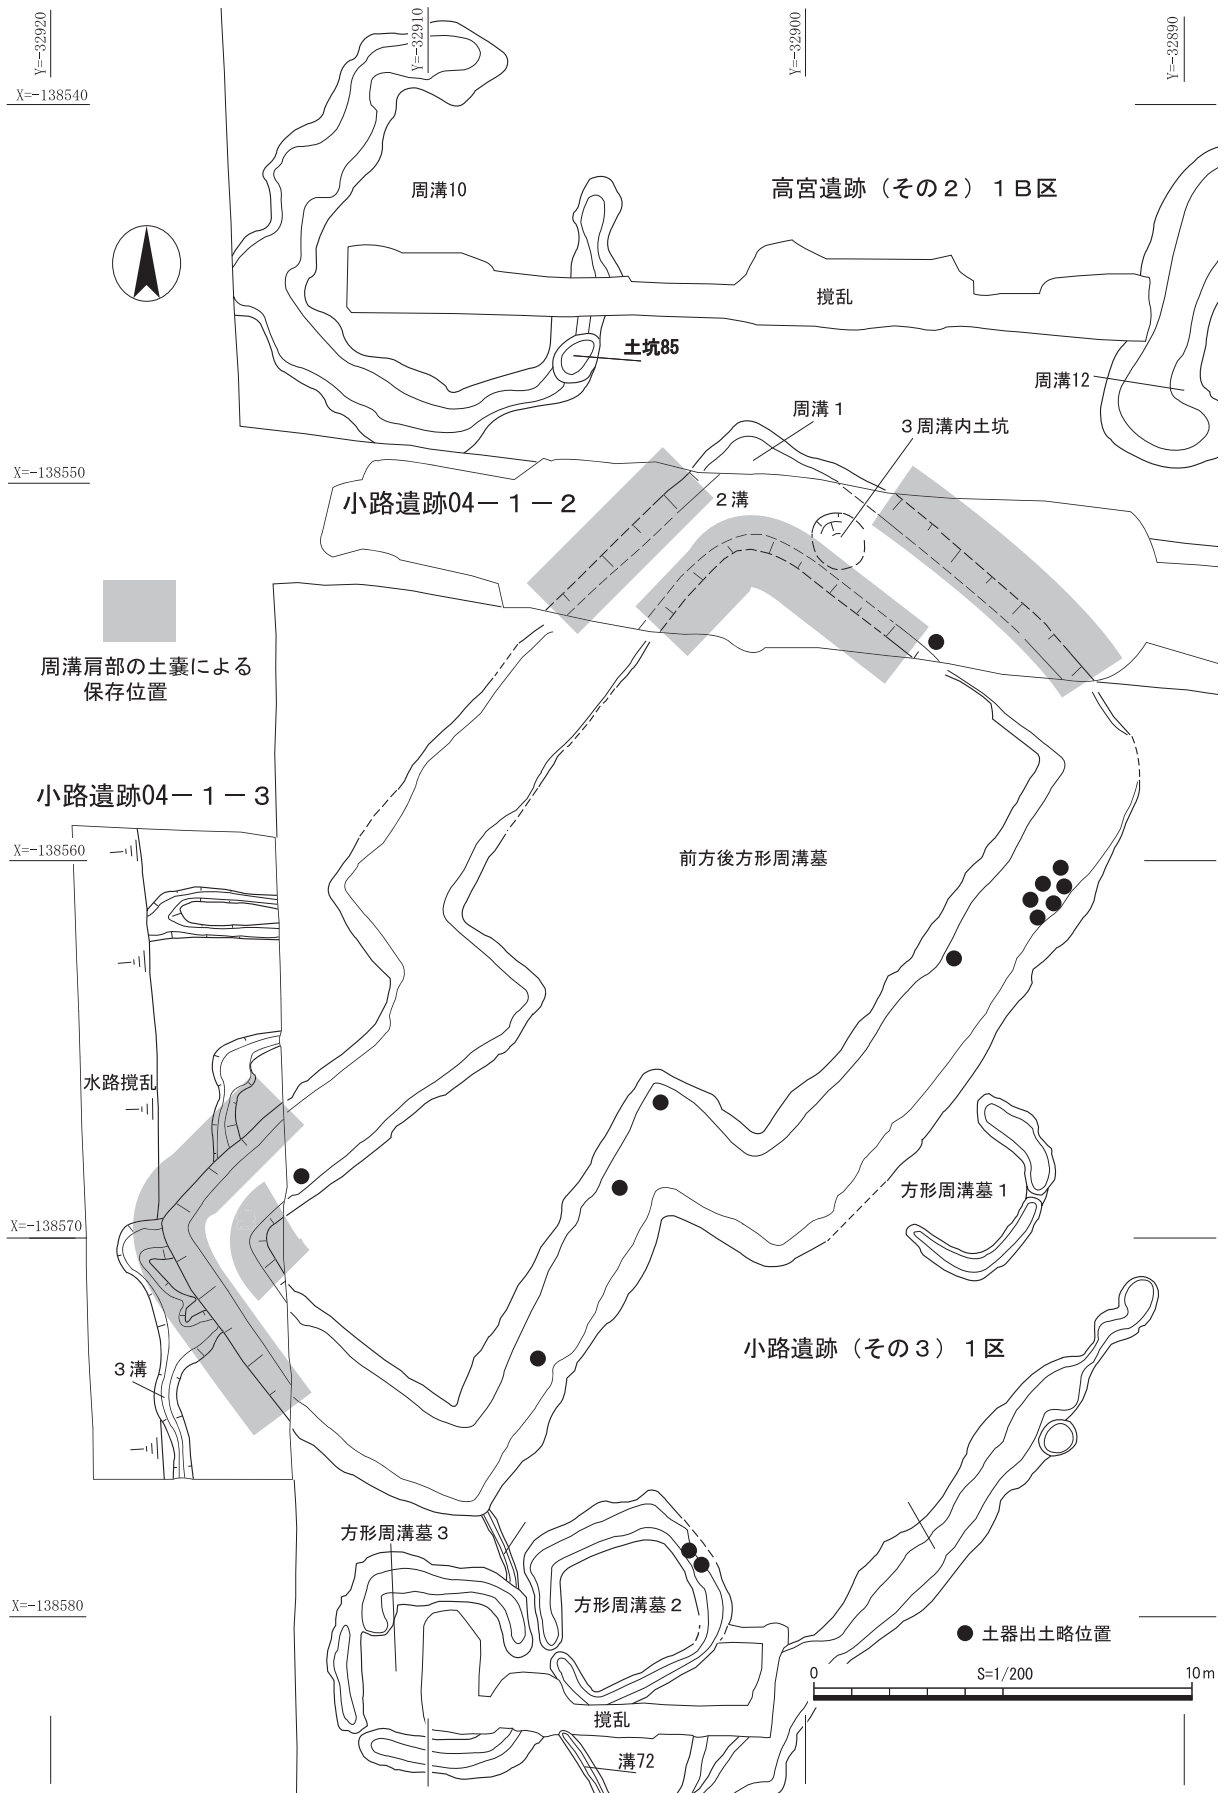 Y=-32920
Y=-32910
Y=-32900
Y=-32890
X=-138540
周溝10
高宮遺跡（その２）１Ｂ区
撹乱
土坑85
周溝12
周溝１
３周溝内土坑
X=-138550
小路遺跡04－１－２
２溝
周溝肩部の土嚢による
保存位置
小路遺跡04－１－３
X=-138560
前方後方形周溝墓
水路撹乱
方形周溝墓１
X=-138570
小路遺跡（その３）１区
３溝
方形周溝墓３
方形周溝墓２
X=-138580
土器出土略位置
0
S=1/200
10m
撹乱
溝72